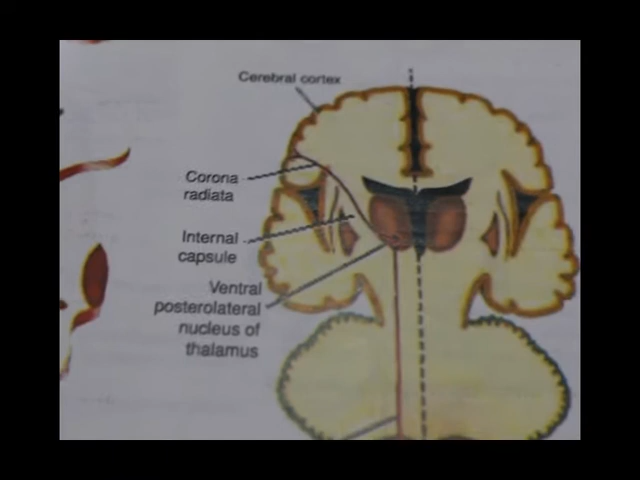 Cerebral cortex
Corona
radiata
Internal
capsule
Ventral
posterolateral
nucleus of
thalamus